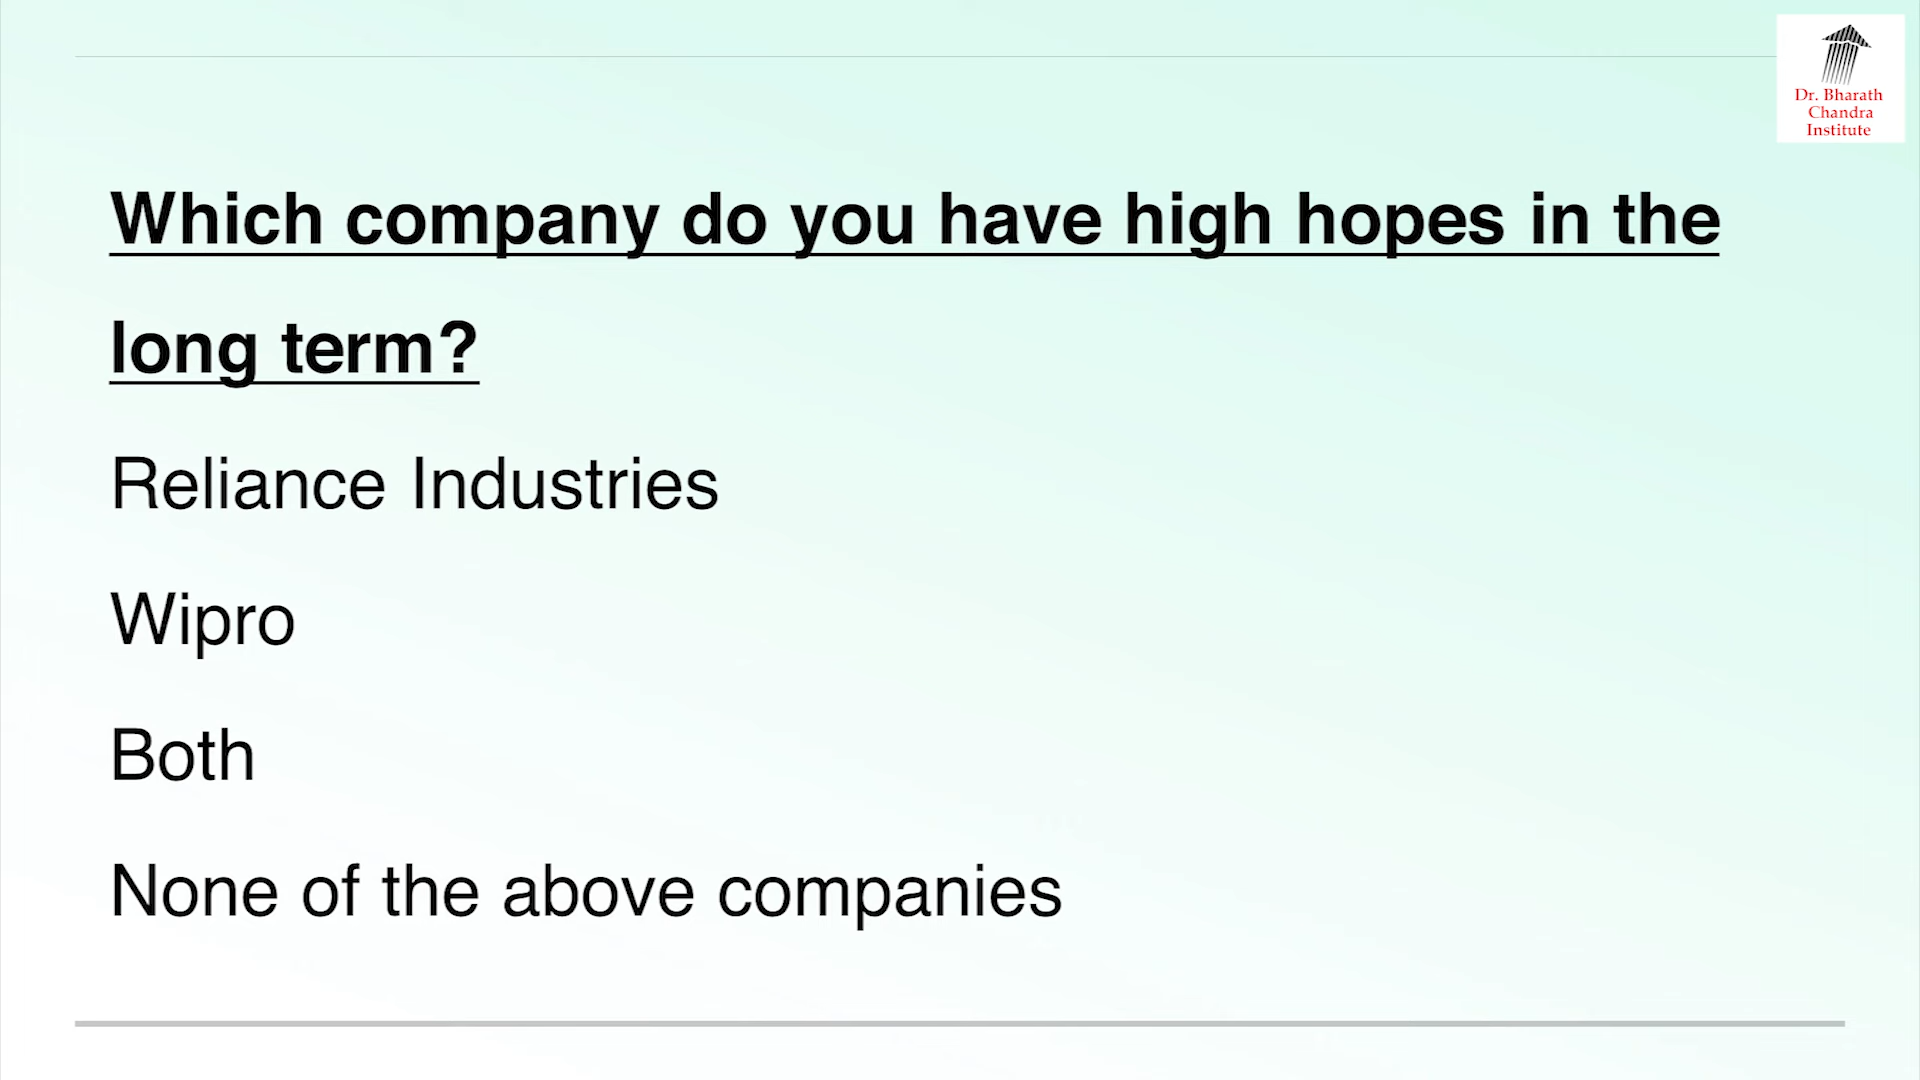 Dr. Bharath
Chandra
Institute
Which company do you have high hopes in the
long term?
Reliance Industries
Wipro
Both
None of the above companies